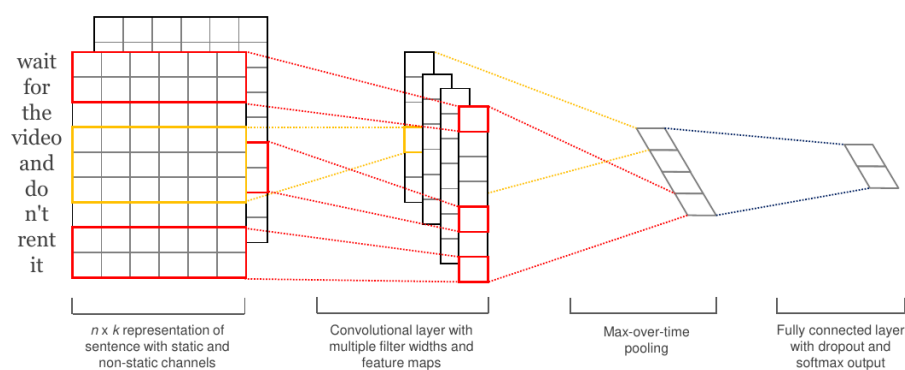 wait
for
the
video
and
do
n't
rent
it
n x k representation of
sentence with static and
non-static channels
Convolutional layer with
multiple filter widths and
feature maps
Max-over-time
pooling
Fully connected layer
with dropout and
softmax output